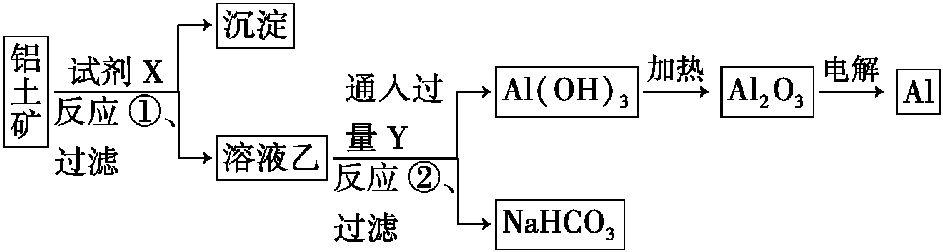 铝土矿
试剂 X
反应 ①、
过滤
沉淀
溶液乙
通入过
量 Y
反应 ②、
过滤
Al(OH)₃
加热
Al₂O₃
电解
Al
NaHCO₃